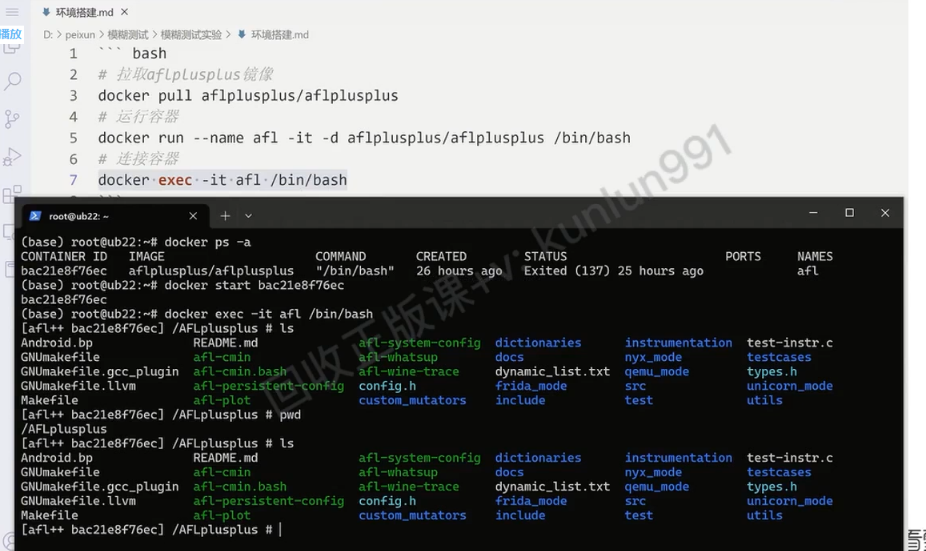 环境搭建.md
播放
D: > peixun > 模糊测试 > 模糊测试实验 > 环境搭建.md
1 ``` bash
2 # 拉取aflplusplus镜像
3 docker pull aflplusplus/aflplusplus
4 # 运行容器
5 docker run --name afl -it -d aflplusplus/aflplusplus /bin/bash
6 # 连接容器
7 docker exec -it afl /bin/bash
```
root@ub22: ~
(base) root@ub22:~# docker ps -a
CONTAINER ID IMAGE COMMAND CREATED STATUS PORTS NAMES
bac21e8f76ec aflplusplus/aflplusplus "/bin/bash" 26 hours ago Exited (137) 25 hours ago afl
(base) root@ub22:~# docker start bac21e8f76ec
bac21e8f76ec
(base) root@ub22:~# docker exec -it afl /bin/bash
[afl++ bac21e8f76ec] /AFLplusplus # ls
Android.bp README.md afl-system-config dictionaries instrumentation test-instr.c
GNUmakefile afl-cmin afl-whatsup docs nyx_mode testcases
GNUmakefile.gcc_plugin afl-cmin.bash afl-wine-trace dynamic_list.txt qemu_mode types.h
GNUmakefile.llvm afl-persistent-config config.h frida_mode src unicorn_mode
Makefile afl-plot custom_mutators include test utils
[afl++ bac21e8f76ec] /AFLplusplus # pwd
/AFLplusplus
[afl++ bac21e8f76ec] /AFLplusplus # ls
Android.bp README.md afl-system-config dictionaries instrumentation test-instr.c
GNUmakefile afl-cmin afl-whatsup docs nyx_mode testcases
GNUmakefile.gcc_plugin afl-cmin.bash afl-wine-trace dynamic_list.txt qemu_mode types.h
GNUmakefile.llvm afl-persistent-config config.h frida_mode src unicorn_mode
Makefile afl-plot custom_mutators include test utils
[afl++ bac21e8f76ec] /AFLplusplus #
回收正版课+v: kunlun991